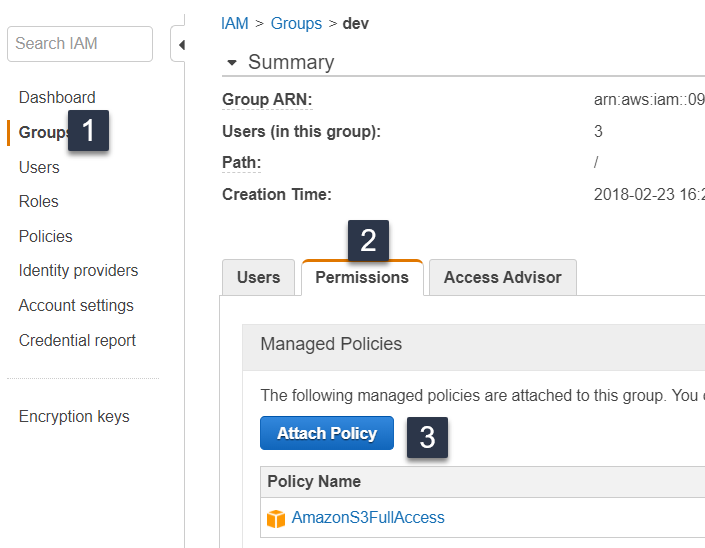 IAM > Groups > dev
Search IAM
Summary
Dashboard
Group ARN:
arn:aws:iam::09
Groups
1
Users (in this group):
3
Users
Path:
/
Roles
Creation Time:
2018-02-23 16:2
Policies
2
Identity providers
Users
Permissions
Access Advisor
Account settings
Credential report
Managed Policies
The following managed policies are attached to this group. You
Encryption keys
Attach Policy
3
Policy Name
AmazonS3FullAccess